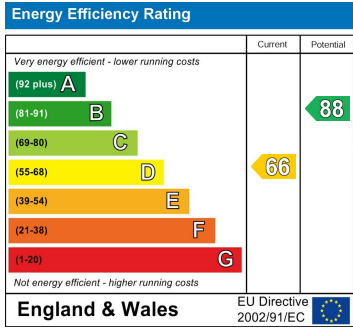 Energy Efficiency Rating
Current Potential
Very energy efficient - lower running costs
(92 plus) A
(81-91) B
88
(69-80) C
(55-68) D
66
(39-54) E
(21-38) F
(1-20) G
Not energy efficient - higher running costs
England & Wales
EU Directive
2002/91/EC